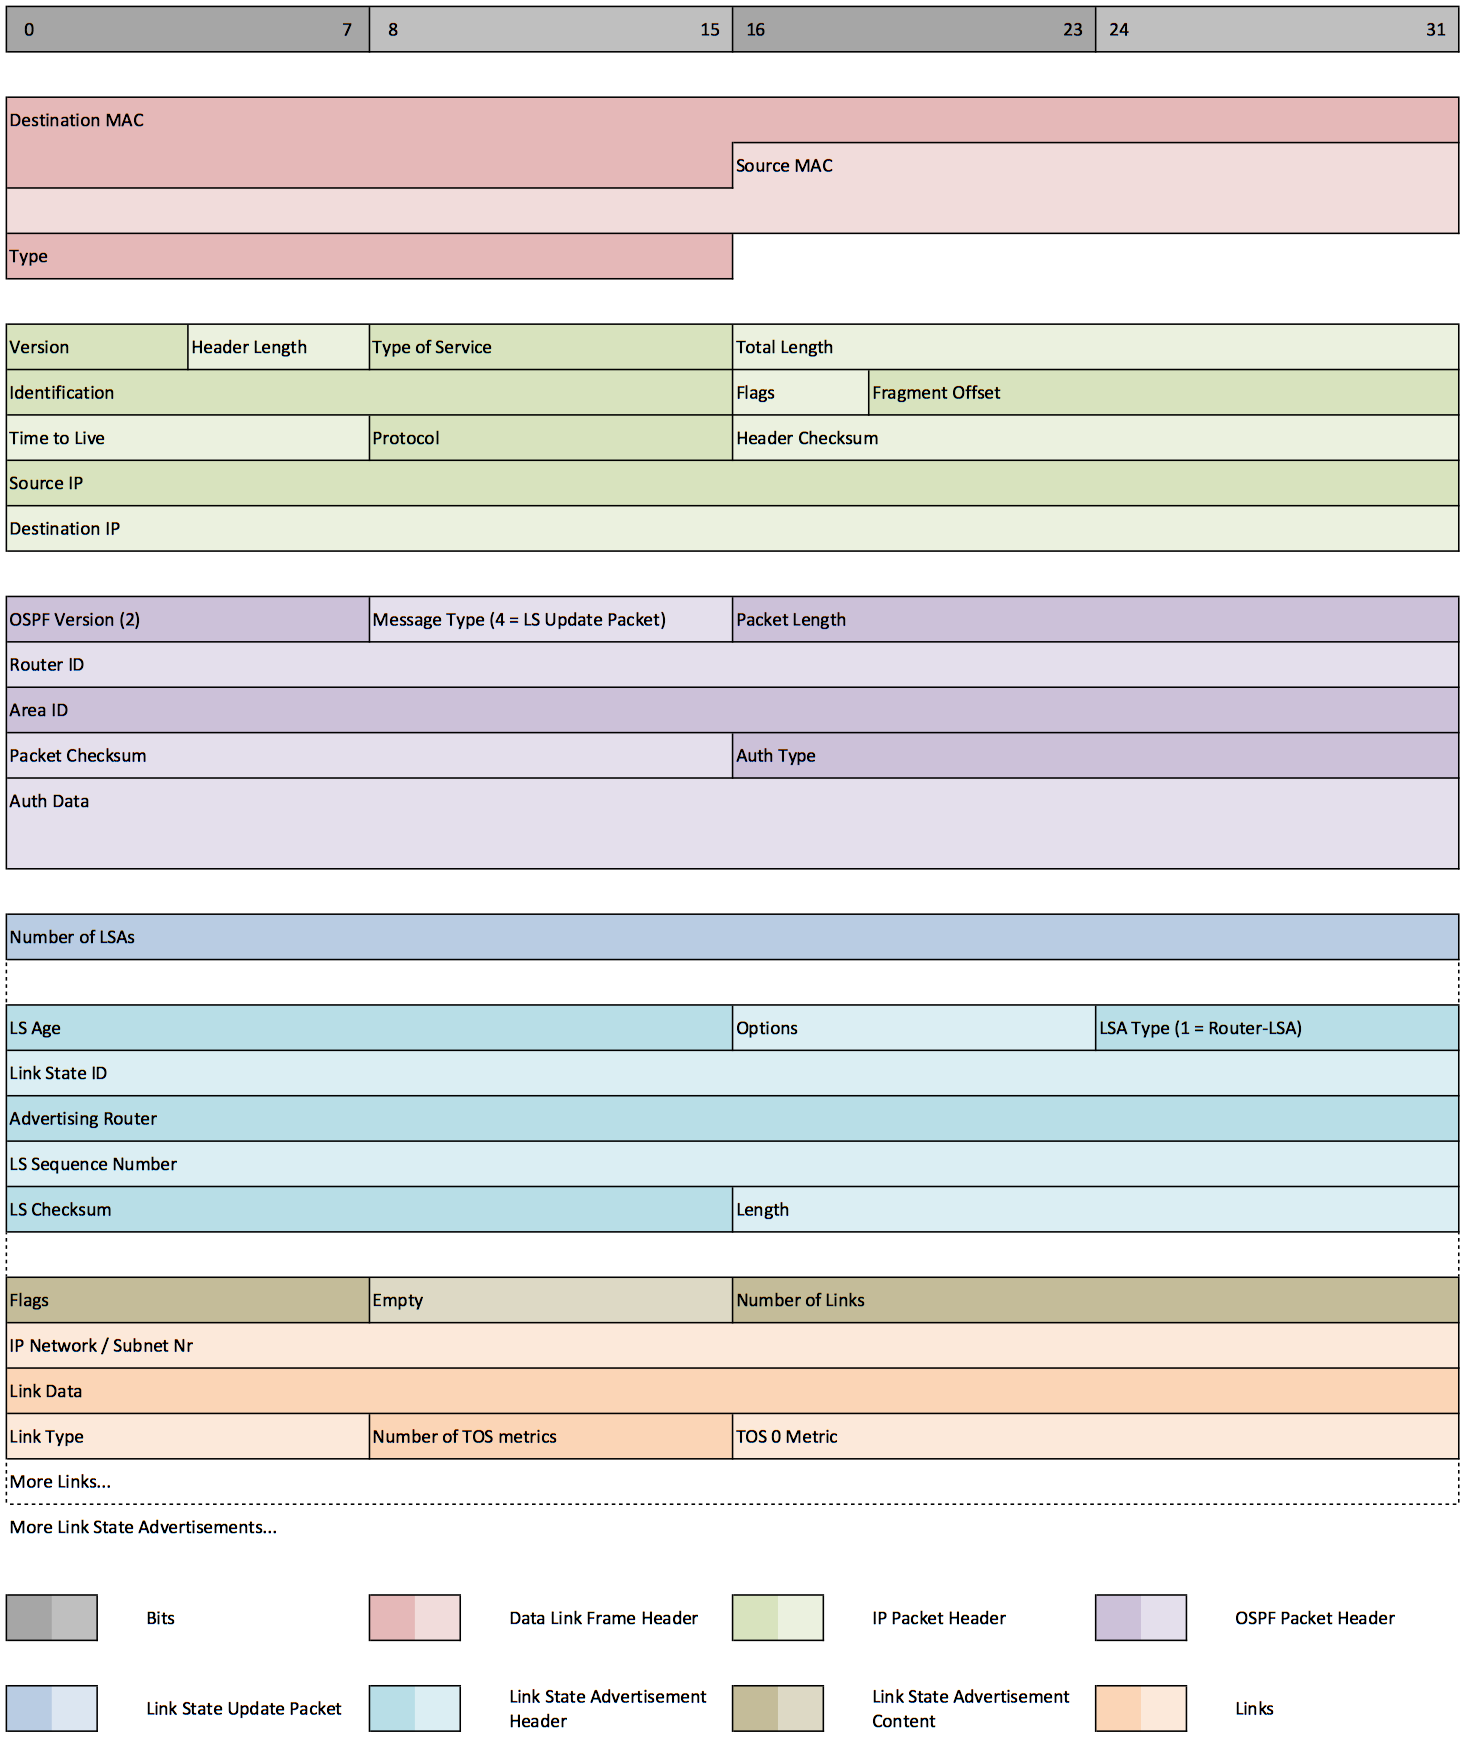 0 7 8 15 16 23 24 31
Destination MAC
Source MAC
Type
Version Header Length Type of Service Total Length
Identification Flags Fragment Offset
Time to Live Protocol Header Checksum
Source IP
Destination IP
OSPF Version (2) Message Type (4 = LS Update Packet) Packet Length
Router ID
Area ID
Packet Checksum Auth Type
Auth Data
Number of LSAs
LS Age Options LSA Type (1 = Router-LSA)
Link State ID
Advertising Router
LS Sequence Number
LS Checksum Length
Flags Empty Number of Links
IP Network / Subnet Nr
Link Data
Link Type Number of TOS metrics TOS 0 Metric
More Links...
More Link State Advertisements...
Bits Data Link Frame Header IP Packet Header OSPF Packet Header
Link State Update Packet
Link State Advertisement
Header
Link State Advertisement
Content
Links